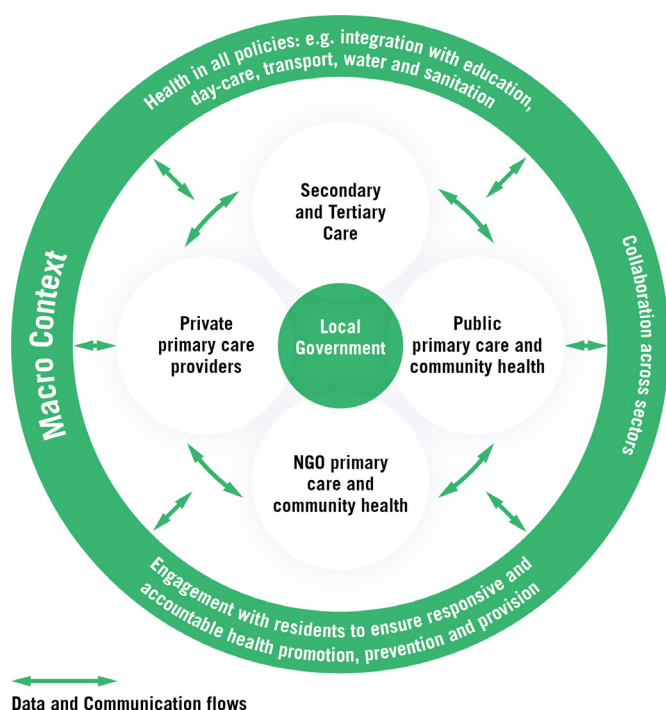 Health in all policies: e.g. integration with education,
day-care, transport, water and sanitation
Macro Context
Collaboration across sectors
Secondary
and Tertiary
Care
Private
primary care
providers
Local
Government
Public
primary care and
community health
NGO primary
care and
community health
Engagement with residents to ensure responsive and
accountable health promotion, prevention and provision
Data and Communication flows